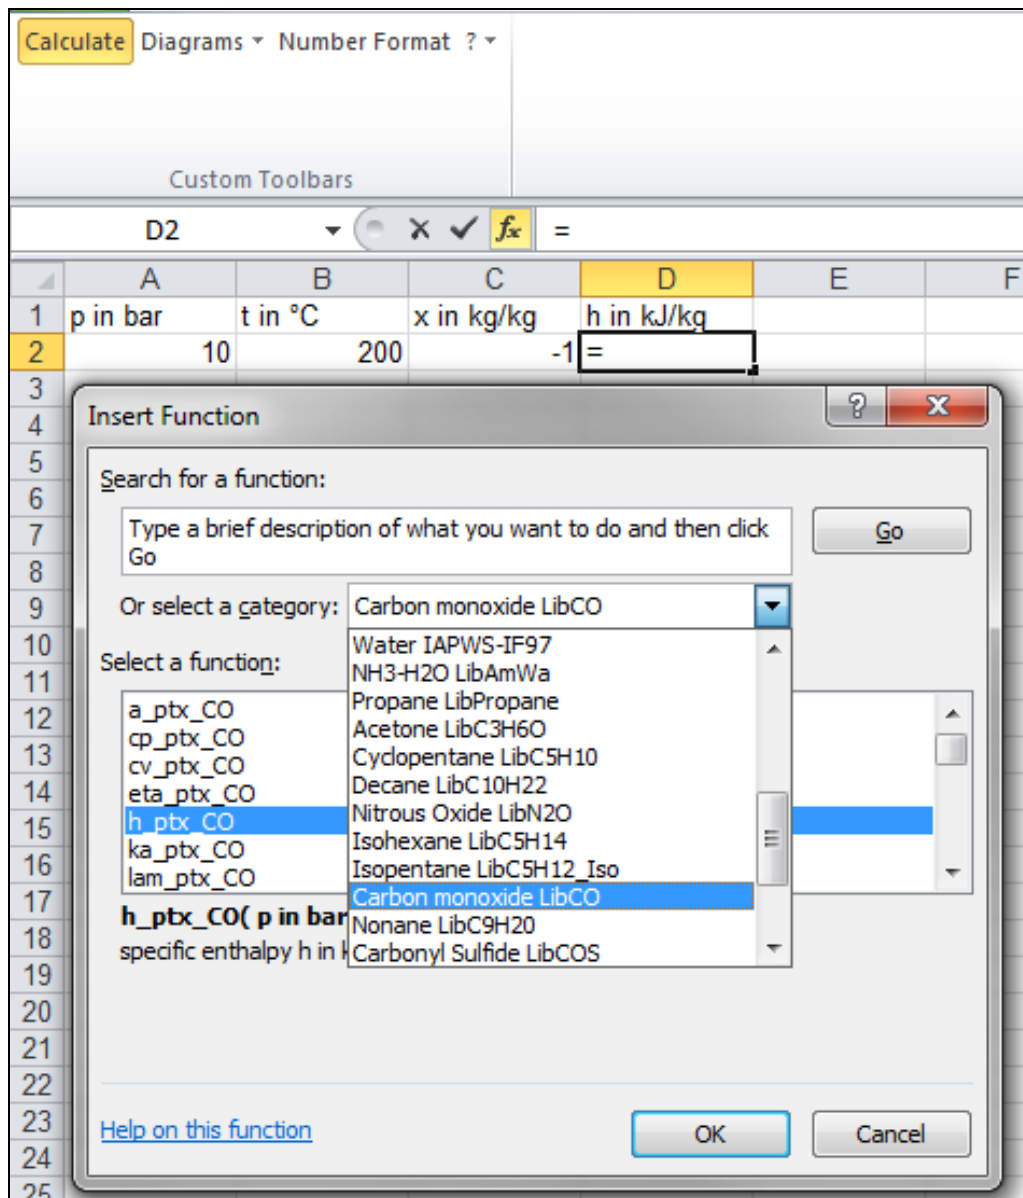 Calculate Diagrams Number Format ?
Custom Toolbars
D2 fx =
A B C D E F
1 p in bar t in °C x in kg/kg h in kJ/kg
2 10 200 -1 =
3
Insert Function
4
5
Search for a function:
6
7 Type a brief description of what you want to do and then click
Go
Go
8
9 Or select a category: Carbon monoxide LibCO
10 Water IAPWS-IF97
Select a function:
11 NH3-H2O LibAmWa
Propane LibPropane
12 a_ptx_CO Acetone LibC3H6O
13 cp_ptx_CO Cyclopentane LibC5H10
cv_ptx_CO Decane LibC10H22
14 eta_ptx_CO Nitrous Oxide LibN2O
15 h_ptx_CO Isohexane LibC5H14
16 ka_ptx_CO Isopentane LibC5H12_Iso
lam_ptx_CO Carbon monoxide LibCO
17 h_ptx_CO( p in bar Nonane LibC9H20
18 specific enthalpy h in Carbonyl Sulfide LibCOS
19
20
21
22
23 Help on this function OK Cancel
24
25